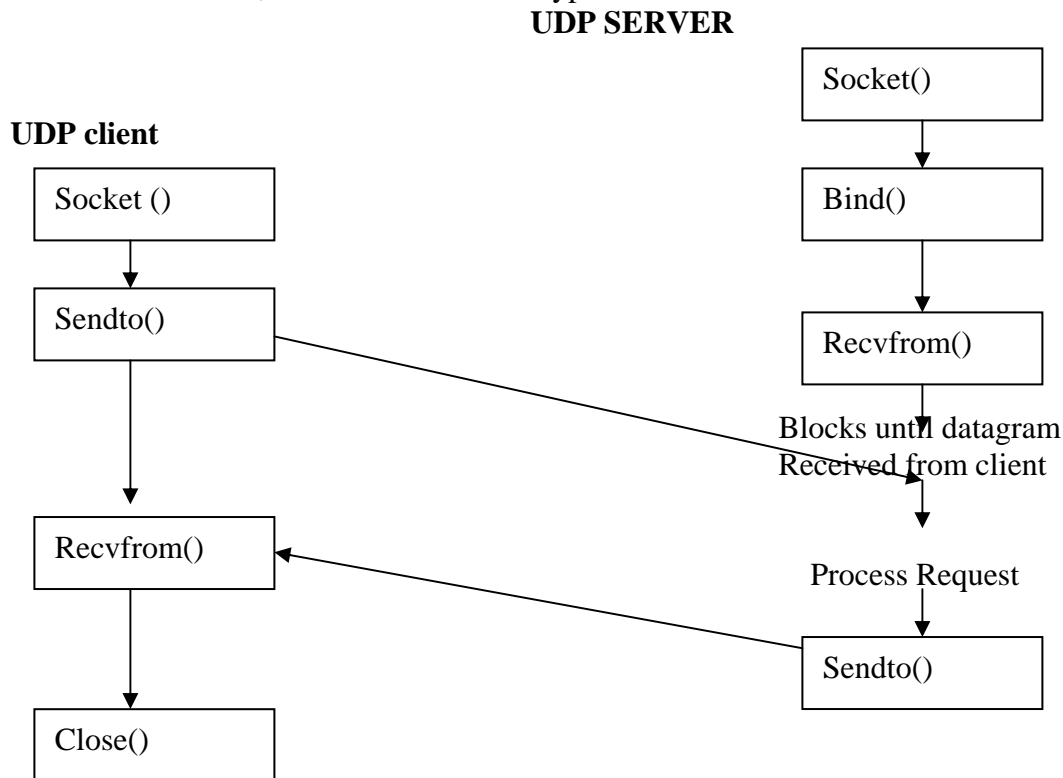 UDP SERVER
Socket()
UDP client
Socket ()
Bind()
Sendto()
Recvfrom()
Blocks until datagram
Received from client
Recvfrom()
Process Request
Sendto()
Close()